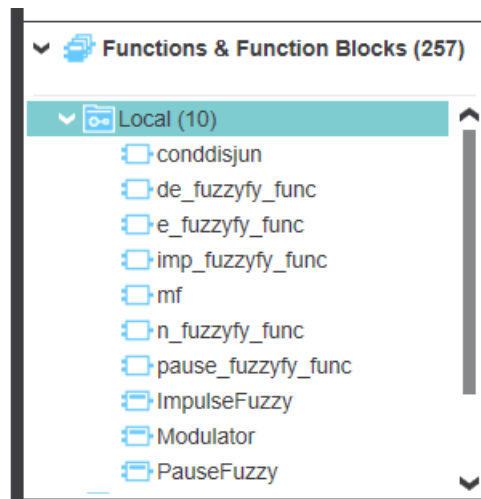 Functions & Function Blocks (257)
Local (10)
conddisjun
de_fuzzyfy_func
e_fuzzyfy_func
imp_fuzzyfy_func
mf
n_fuzzyfy_func
pause_fuzzyfy_func
ImpulseFuzzy
Modulator
PauseFuzzy